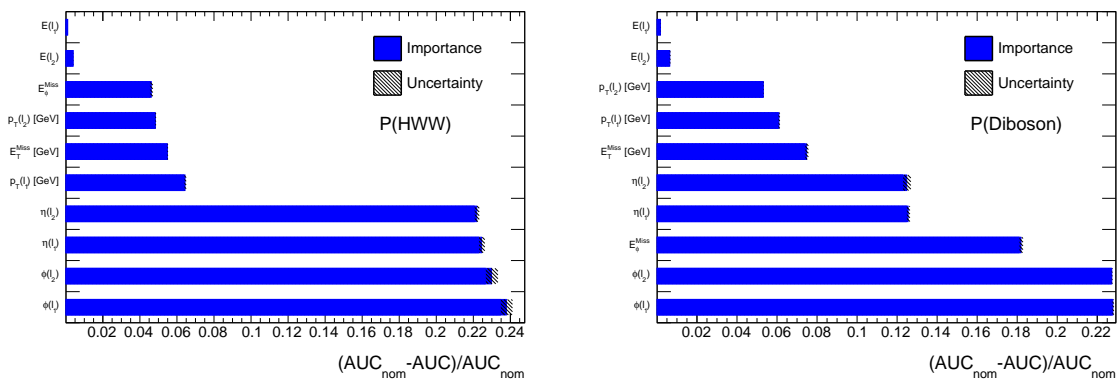 E(l₁)
E(l₂)
E_ϕ^Miss
p_T(l₂) [GeV]
E_T^Miss [GeV]
p_T(l₁) [GeV]
η(l₂)
η(l₁)
ϕ(l₂)
ϕ(l₁)
Importance
Uncertainty
P(HWW)
0.02 0.04 0.06 0.08 0.1 0.12 0.14 0.16 0.18 0.2 0.22 0.24
(AUC_nom-AUC)/AUC_nom
E(l₁)
E(l₂)
p_T(l₂) [GeV]
p_T(l₁) [GeV]
E_T^Miss [GeV]
η(l₂)
η(l₁)
E_ϕ^Miss
ϕ(l₂)
ϕ(l₁)
Importance
Uncertainty
P(Diboson)
0.02 0.04 0.06 0.08 0.1 0.12 0.14 0.16 0.18 0.2 0.22
(AUC_nom-AUC)/AUC_nom